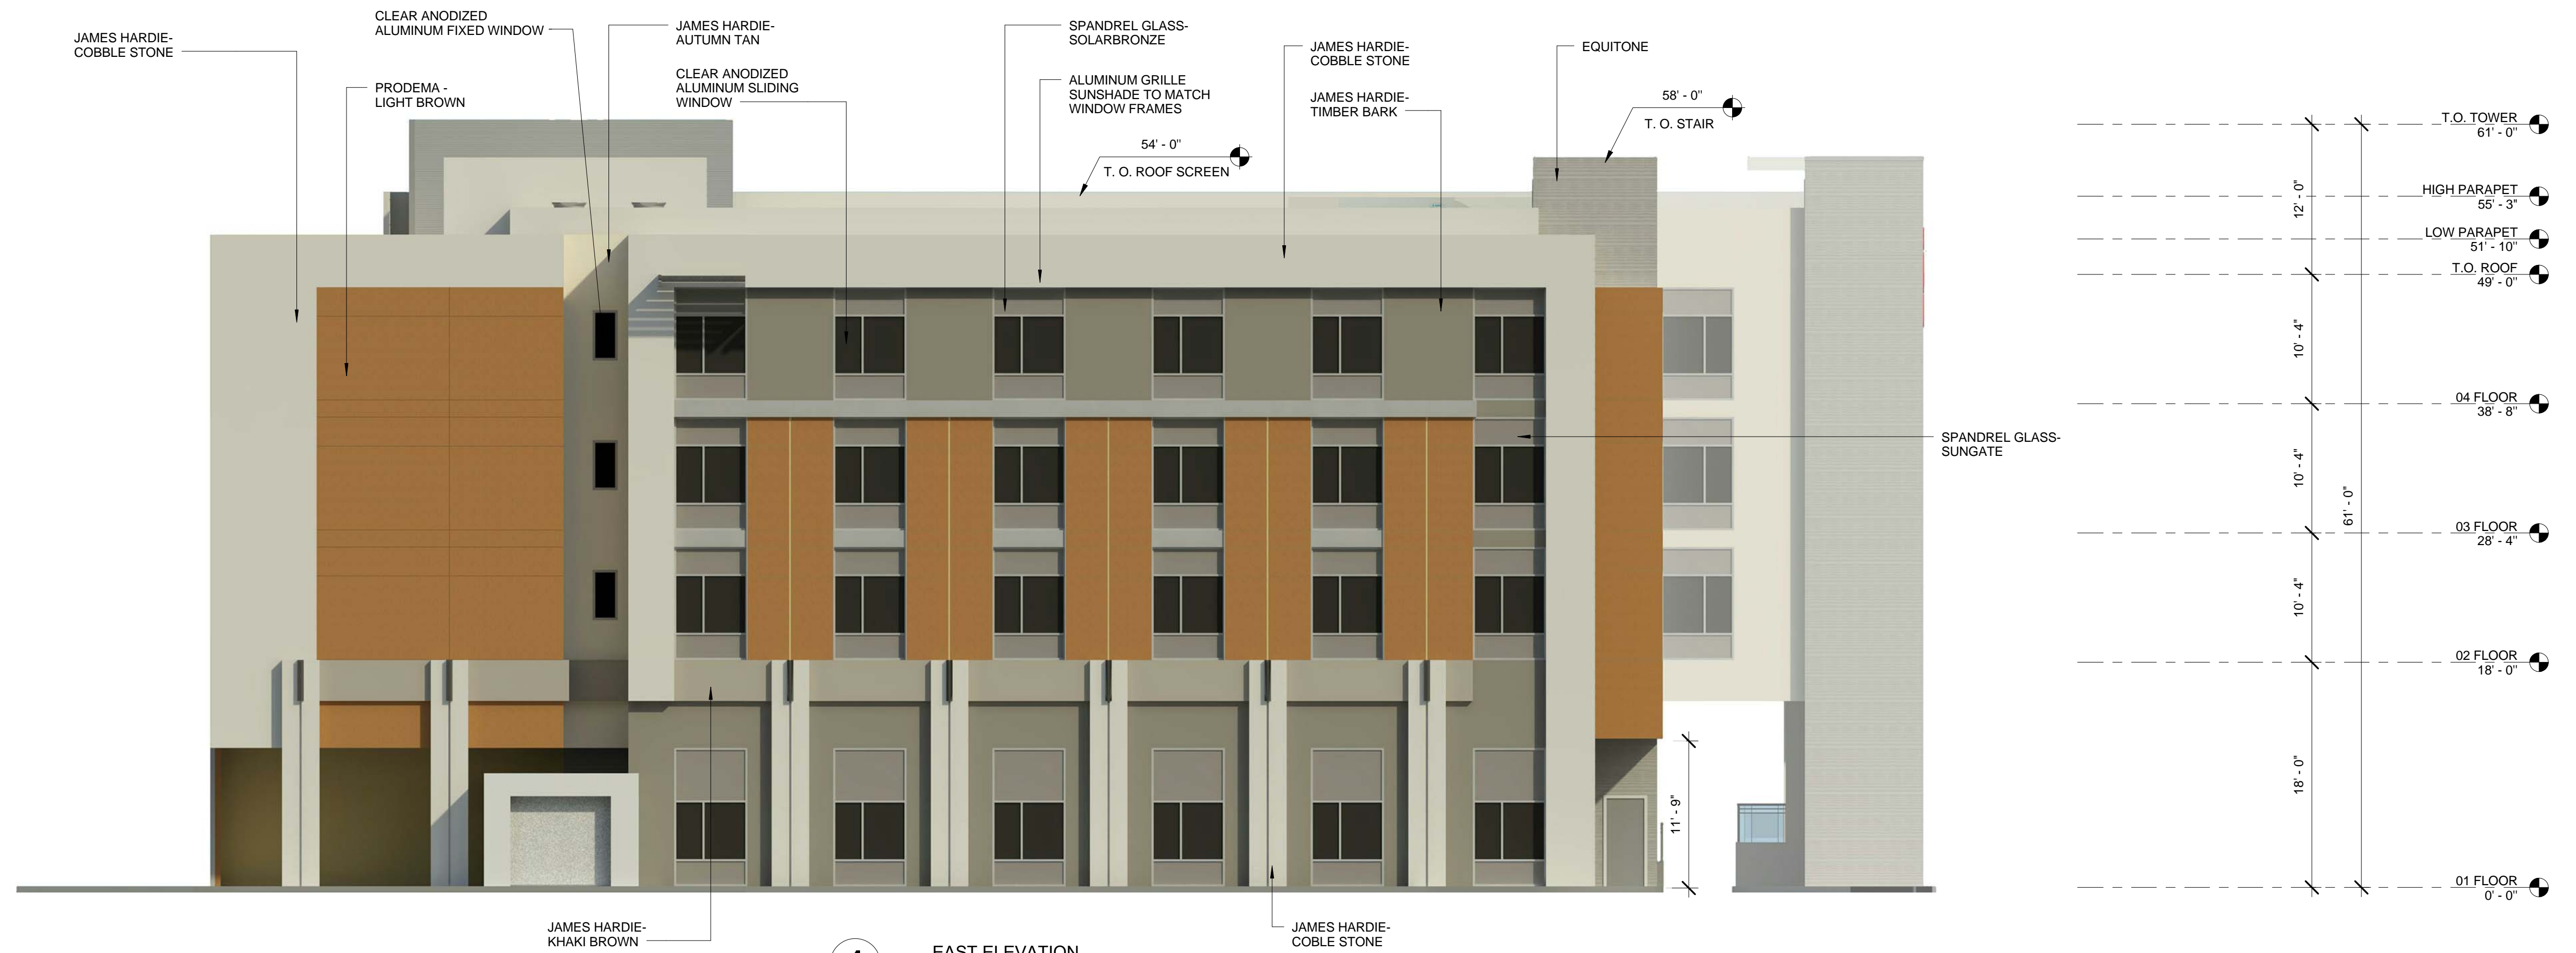 CLEAR ANODIZED
ALUMINUM FIXED WINDOW
JAMES HARDIE-
COBBLE STONE
PRODEMA -
LIGHT BROWN
JAMES HARDIE-
AUTUMN TAN
CLEAR ANODIZED
ALUMINUM SLIDING
WINDOW
SPANDREL GLASS-
SOLARBRONZE
ALUMINUM GRILLE
SUNSHADE TO MATCH
WINDOW FRAMES
54' - 0"
T. O. ROOF SCREEN
JAMES HARDIE-
COBBLE STONE
JAMES HARDIE-
TIMBER BARK
EQUITONE
58' - 0"
T. O. STAIR
SPANDREL GLASS-
SUNGATE
11' - 9"
JAMES HARDIE-
KHAKI BROWN
JAMES HARDIE-
COBLE STONE
EAST ELEVATION
12' - 0"
10' - 4"
10' - 4"
10' - 4"
18' - 0"
61' - 0"
T.O. TOWER
61' - 0"
HIGH PARAPET
55' - 3"
LOW PARAPET
51' - 10"
T.O. ROOF
49' - 0"
04 FLOOR
38' - 8"
03 FLOOR
28' - 4"
02 FLOOR
18' - 0"
01 FLOOR
0' - 0"